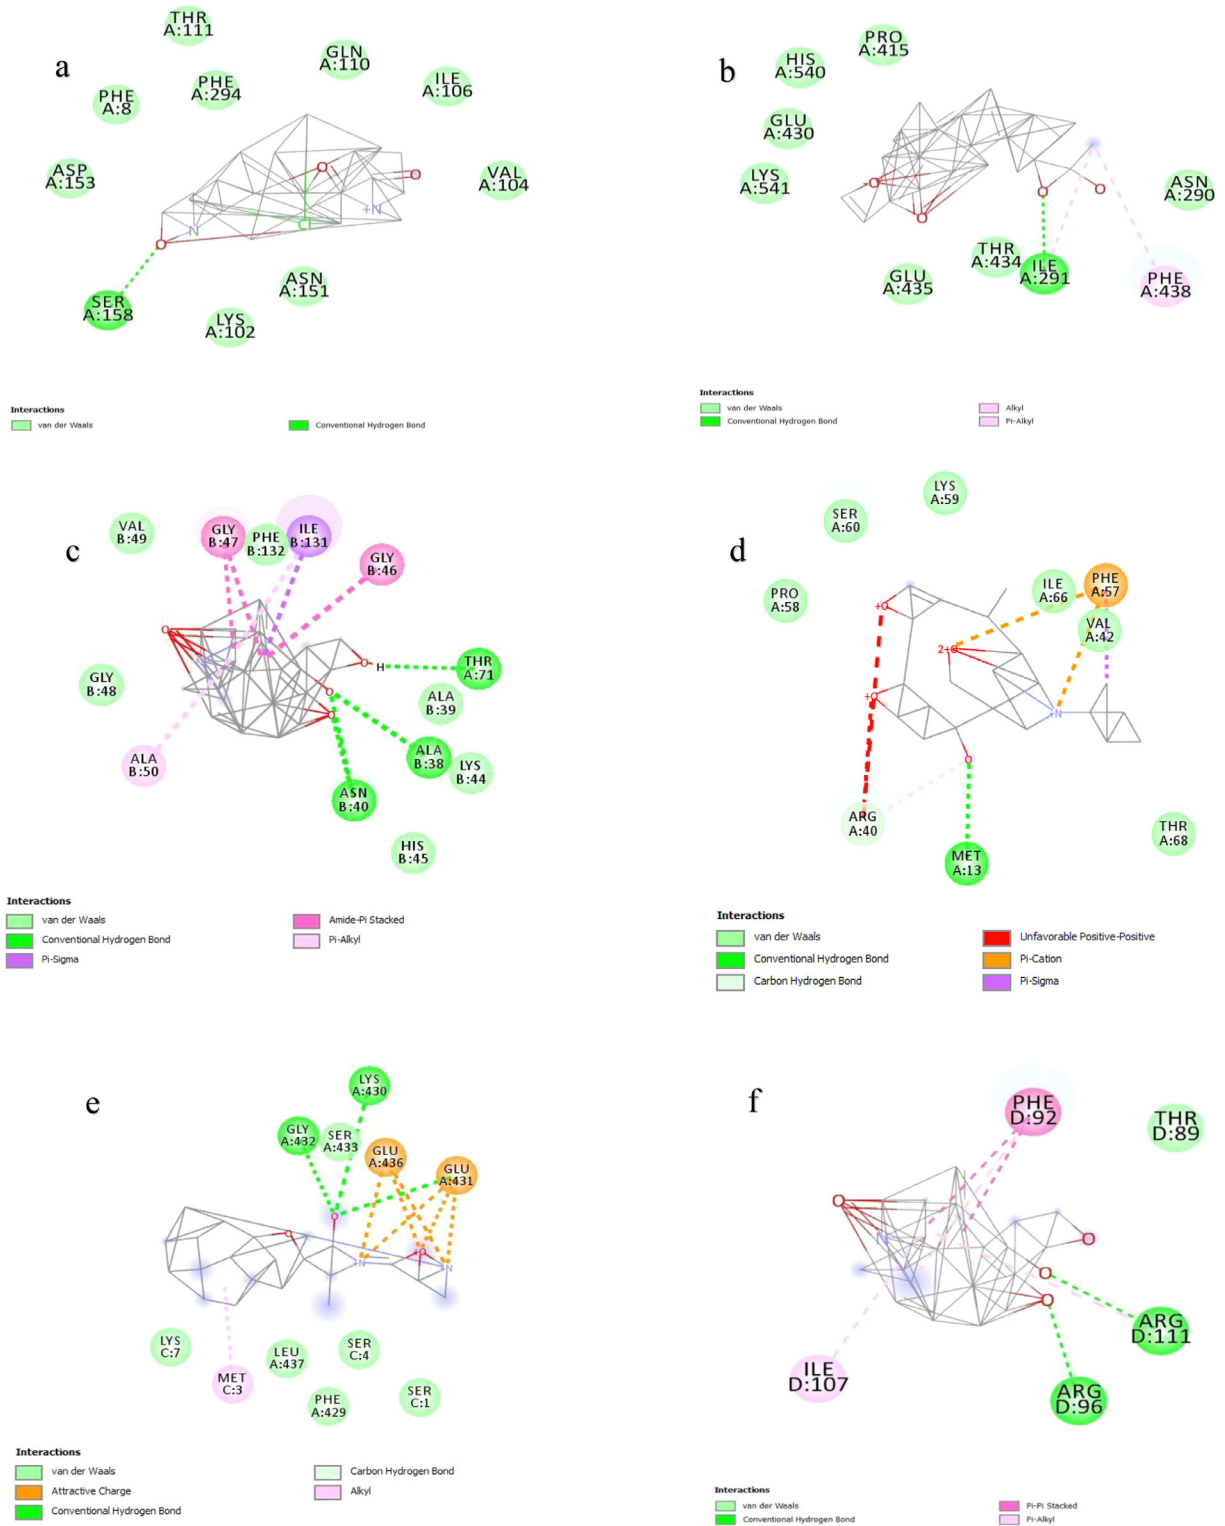 a
THR
A:111
GLN
A:110
PHE
A:8
PHE
A:294
ILE
A:106
ASP
A:153
VAL
A:104
O
O
+N
Cl
N
O
SER
A:158
LYS
A:102
ASN
A:151
Interactions
van der Waals
Conventional Hydrogen Bond
b
HIS
A:540
PRO
A:415
GLU
A:430
LYS
A:541
ASN
A:290
O
O
O
O
GLU
A:435
THR
A:434
ILE
A:291
PHE
A:438
Interactions
van der Waals
Conventional Hydrogen Bond
Alkyl
Pi-Alkyl
c
VAL
B:49
GLY
B:47
PHE
B:132
ILE
B:131
GLY
B:46
O
O H
O
O
THR
A:71
GLY
B:48
ALA
B:39
ALA
B:50
ALA
B:38
LYS
B:44
ASN
B:40
HIS
B:45
Interactions
van der Waals
Conventional Hydrogen Bond
Pi-Sigma
Amide-Pi Stacked
Pi-Alkyl
d
LYS
A:59
SER
A:60
PRO
A:58
ILE
A:66
PHE
A:57
VAL
A:42
+O
2+O
+O
+N
O
ARG
A:40
MET
A:13
THR
A:68
Interactions
van der Waals
Conventional Hydrogen Bond
Carbon Hydrogen Bond
Unfavorable Positive-Positive
Pi-Cation
Pi-Sigma
e
LYS
A:430
GLY
A:432
SER
A:433
GLU
A:436
GLU
A:431
O
O
+N
O
+N
LYS
C:7
MET
C:3
LEU
A:437
SER
C:4
PHE
A:429
SER
C:1
Interactions
van der Waals
Attractive Charge
Conventional Hydrogen Bond
Carbon Hydrogen Bond
Alkyl
f
PHE
D:92
THR
D:89
O
N
O
O
O
ILE
D:107
ARG
D:111
ARG
D:96
Interactions
van der Waals
Conventional Hydrogen Bond
Pi-Pi Stacked
Pi-Alkyl